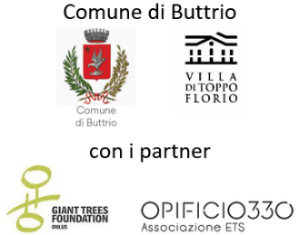 Comune di Buttrio
Comune
di Buttrio
VILLA
DI TOPPO
FLORIO
con i partner
GIANT TREES
FOUNDATION
ONLUS
OPIFICIO330
Associazione ETS